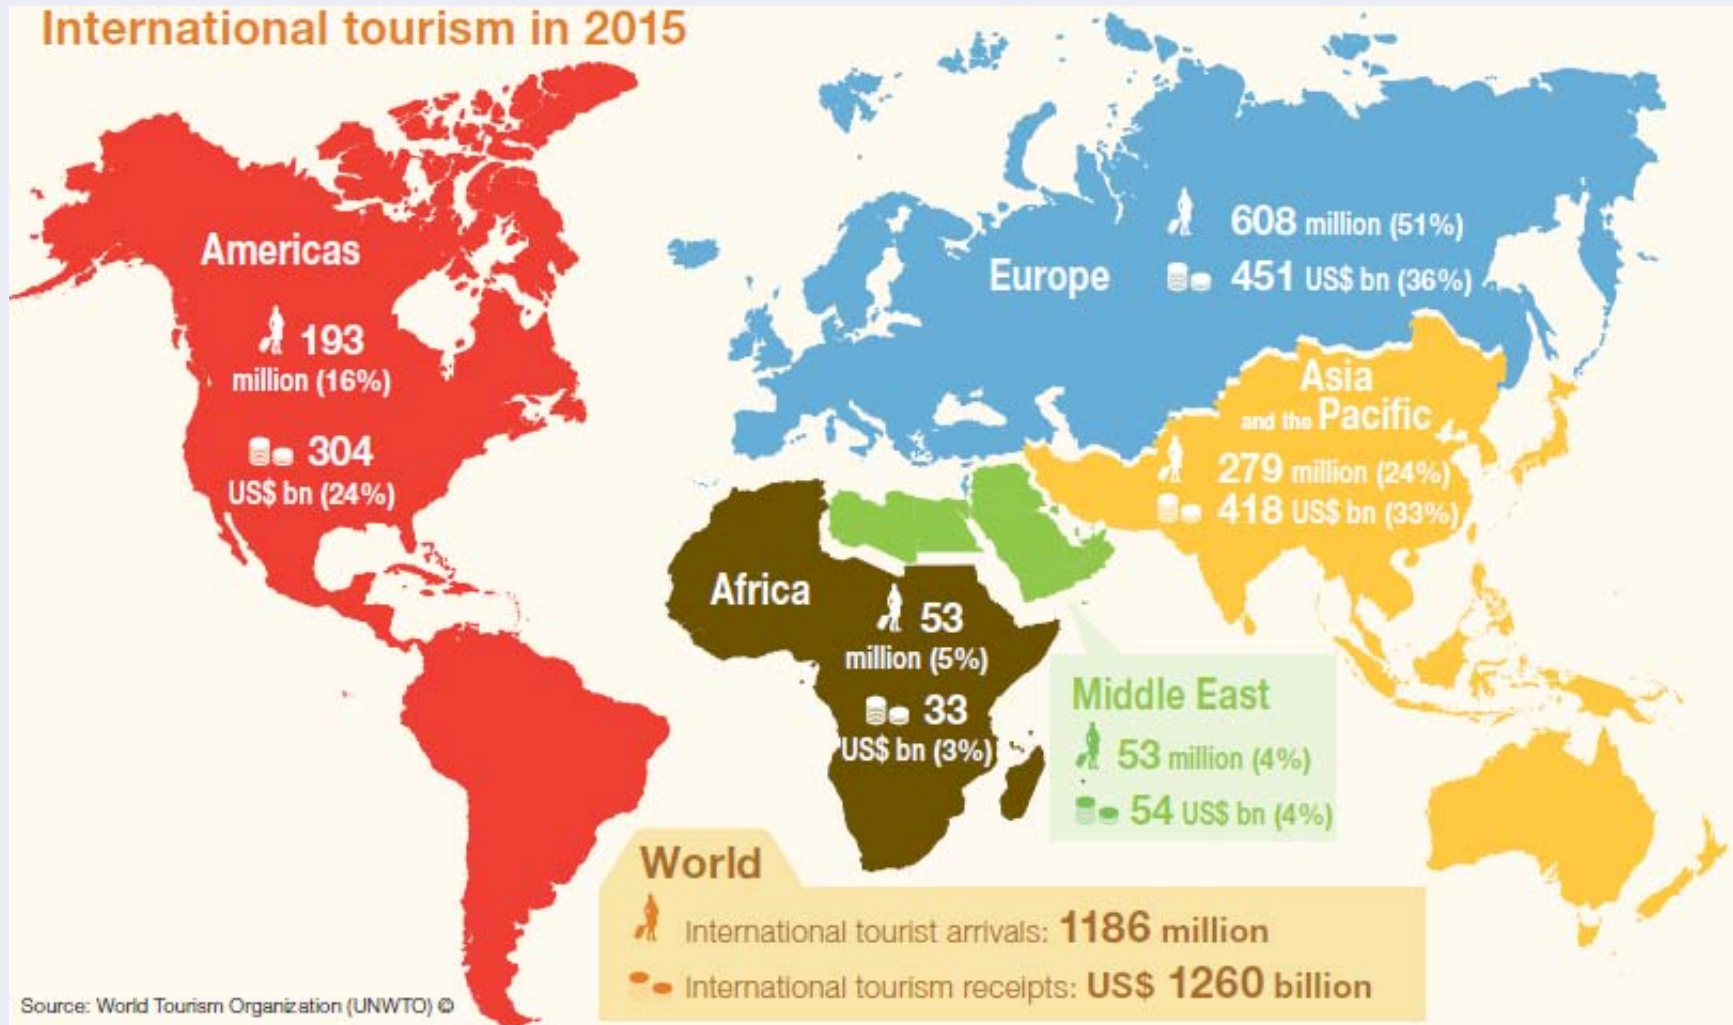 International tourism in 2015
Americas
193
million (16%)
304
US$ bn (24%)
Europe
608 million (51%)
451 US$ bn (36%)
Asia
and the Pacific
279 million (24%)
418 US$ bn (33%)
Africa
53
million (5%)
33
US$ bn (3%)
Middle East
53 million (4%)
54 US$ bn (4%)
World
International tourist arrivals: 1186 million
International tourism receipts: US$ 1260 billion
Source: World Tourism Organization (UNWTO) ©